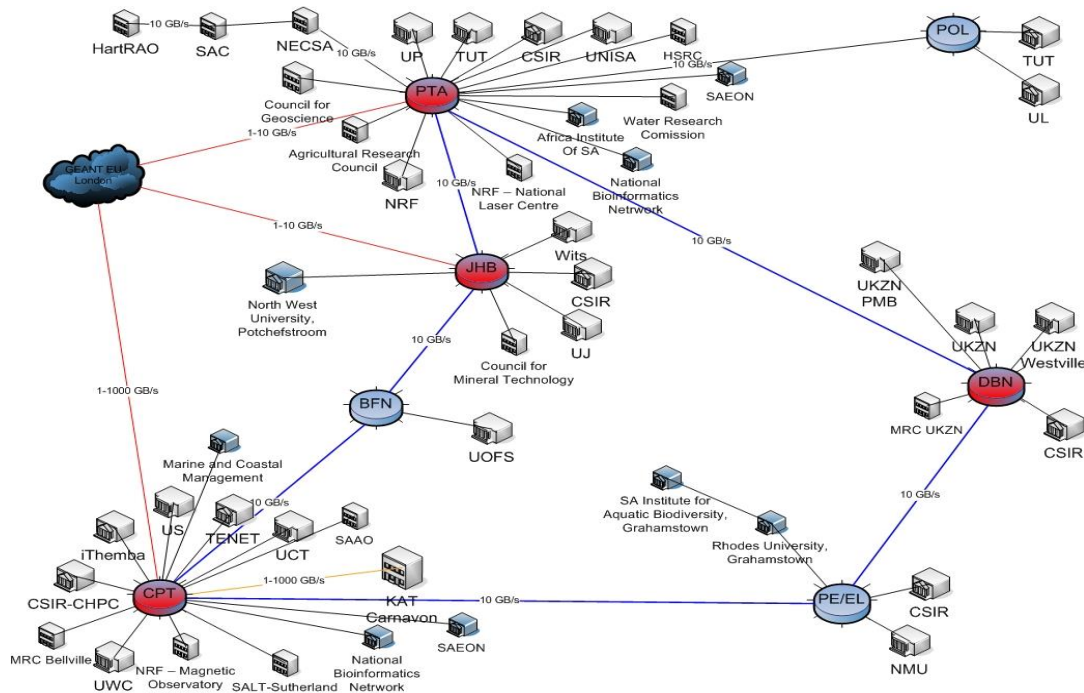 10 GB/s
HartRAO
SAC
NECSA
10 GB/s
UP
TUT
CSIR
UNISA
HSRC
10 GB/s
POL
TUT
UL
PTA
SAEON
Council for
Geoscience
1-10 GB/s
Agricultural Research
Council
NRF
NRF – National
Laser Centre
Africa Institute
Of SA
Water Research
Comission
National
Bioinformatics
Netrwork
GEANT EU,
London
10 GB/s
1-10 GB/s
10 GB/s
JHB
Wits
CSIR
UJ
Council for
Mineral Technology
North West
University,
Potchefstroom
UKZN
PMB
UKZN
UKZN
Westville
DBN
MRC UKZN
CSIR
10 GB/s
1-1000 GB/s
BFN
UOFS
Marine and Coastal
Management
10 GB/s
US
TENET
UCT
SAAO
iThemba
CSIR-CHPC
CPT
1-1000 GB/s
KAT
Carnavon
10 GB/s
MRC Bellville
UWC
NRF – Magnetic
Observatory
SALT-Sutherland
National
Bioinformatics
Netrwork
SAEON
SA Institute for
Aquatic Biodiversity,
Grahamstown
Rhodes University,
Grahamstown
10 GB/s
PE/EL
CSIR
NMU